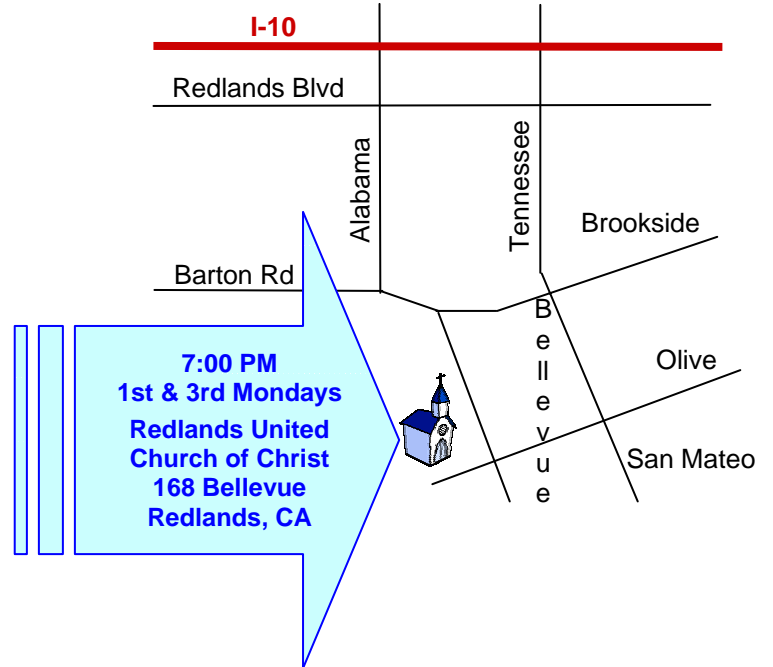 I-10
Redlands Blvd
Alabama
Tennessee
Brookside
Barton Rd
Bellevue
Olive
San Mateo
7:00 PM
1st & 3rd Mondays
Redlands United
Church of Christ
168 Bellevue
Redlands, CA